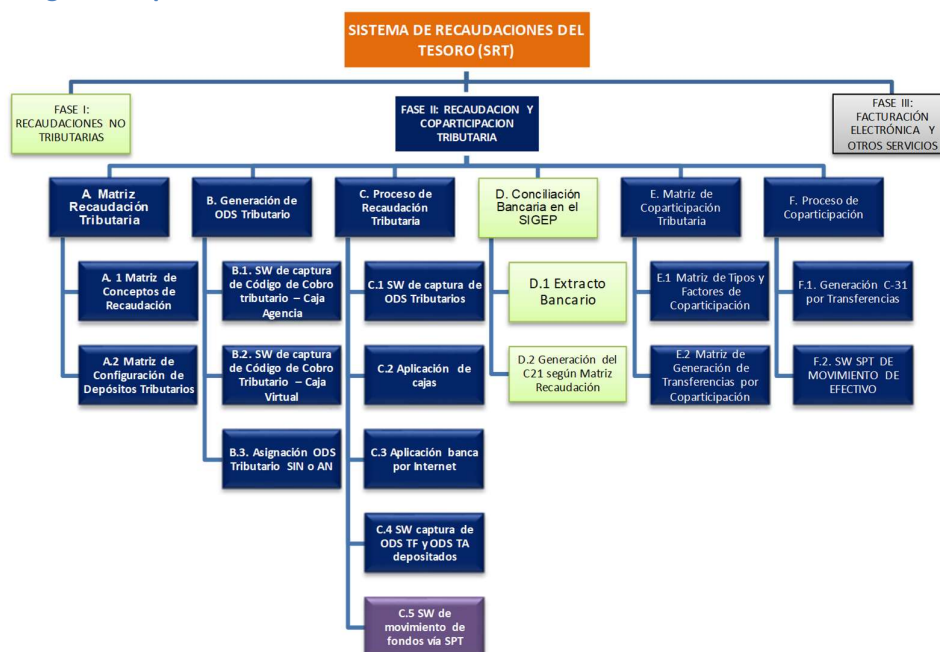 SISTEMA DE RECAUDACIONES DEL
TESORO (SRT)
FASE I:
RECAUDACIONES NO
TRIBUTARIAS
FASE II: RECAUDACION Y
COPARTICIPACION
TRIBUTARIA
FASE III:
FACTURACIÓN
ELECTRÓNICA Y
OTROS SERVICIOS
A. Matriz
Recaudación
Tributaria
B. Generación de
ODS Tributario
C. Proceso de
Recaudación
Tributaria
D. Conciliación
Bancaria en el
SIGEP
E. Matriz de
Coparticipación
Tributaria
F. Proceso de
Coparticipación
A. 1 Matriz de
Conceptos de
Recaudación
B.1. SW de captura
de Código de Cobro
tributario – Caja
Agencia
C.1 SW de captura de
ODS Tributarios
D.1 Extracto
Bancario
E.1 Matriz de Tipos y
Factores de
Coparticipación
F.1. Generación C-31
por Transferencias
A.2 Matriz de
Configuración de
Depósitos Tributarios
B.2. SW de captura
de Código de Cobro
Tributario – Caja
Virtual
C.2 Aplicación de
cajas
D.2 Generación del
C21 según Matriz
Recaudación
E.2 Matriz de
Generación de
Transferencias por
Coparticipación
F.2. SW SPT DE
MOVIMIENTO DE
EFECTIVO
B.3. Asignación ODS
Tributario SIN o AN
C.3 Aplicación banca
por Internet
C.4 SW captura de
ODS TF y ODS TA
depositados
C.5 SW de
movimiento de
fondos vía SPT